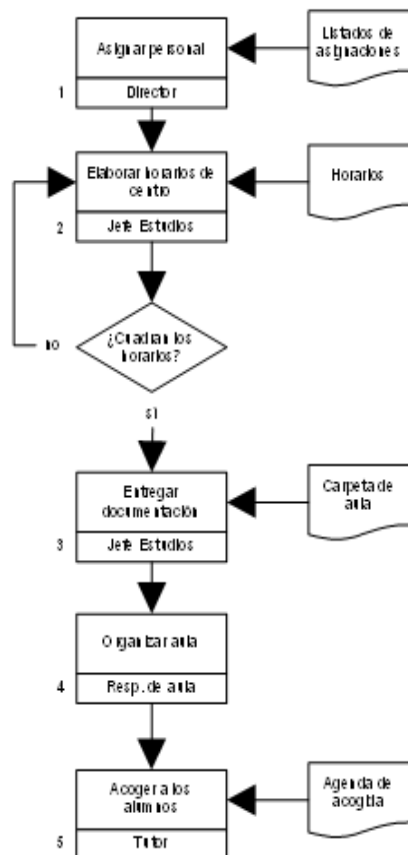 Asignar personal
Listados de
asignaciones
1
Director
Elaborar horarios de
centro
Horarios
2
Jefe Estudios
¿Cuadran los
horarios?
no
sí
Entregar
documentación
Carpeta de
aula
3
Jefe Estudios
Organizar aula
4
Resp. de aula
Acoger a los
alumnos
Agenda de
acogida
5
Tutor